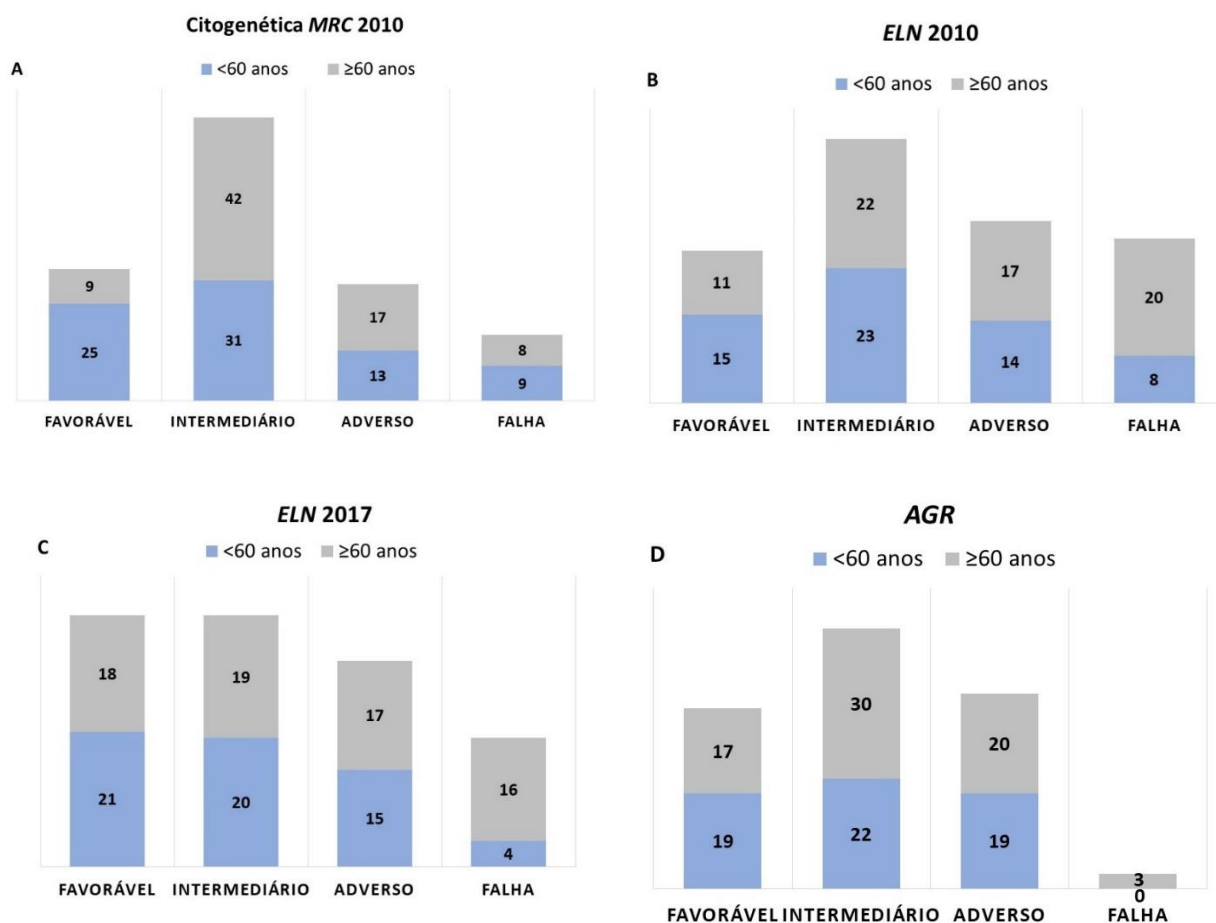 Citogenética MRC 2010
A
<60 anos ≥60 anos
42
9
17
25
31
8
13
9
FAVORÁVEL INTERMEDIÁRIO ADVERSO FALHA
ELN 2010
B
<60 anos ≥60 anos
22
11
17
20
15
23
14
8
FAVORÁVEL INTERMEDIÁRIO ADVERSO FALHA
ELN 2017
C
<60 anos ≥60 anos
18
19
17
16
21
20
15
4
FAVORÁVEL INTERMEDIÁRIO ADVERSO FALHA
AGR
D
<60 anos ≥60 anos
30
17
20
19
22
19
3
0
FAVORÁVEL INTERMEDIÁRIO ADVERSO FALHA